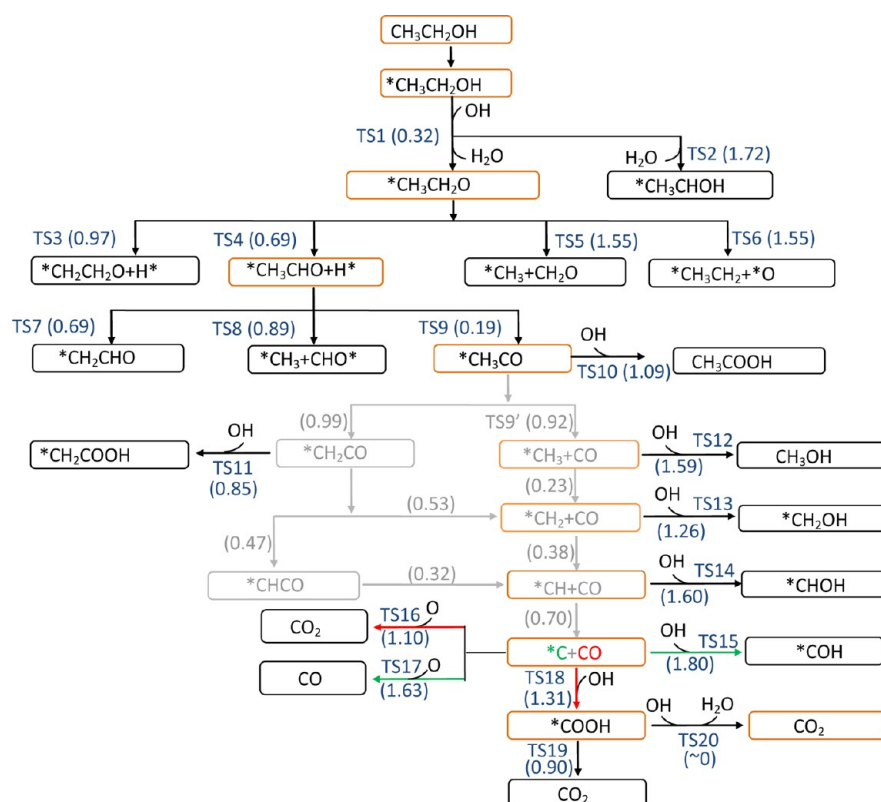 CH₃CH₂OH
*CH₃CH₂OH
OH
TS1 (0.32)
H₂O
H₂O
TS2 (1.72)
*CH₃CH₂O
*CH₃CHOH
TS3 (0.97)
TS4 (0.69)
TS5 (1.55)
TS6 (1.55)
*CH₂CH₂O+H*
*CH₃CHO+H*
*CH₃+CH₂O
*CH₃CH₂+*O
TS7 (0.69)
TS8 (0.89)
TS9 (0.19)
OH
*CH₂CHO
*CH₃+CHO*
*CH₃CO
TS10 (1.09)
CH₃COOH
(0.99)
TS9’ (0.92)
OH
*CH₂COOH
TS11
(0.85)
*CH₂CO
*CH₃+CO
OH
TS12
(1.59)
CH₃OH
(0.23)
(0.53)
*CH₂+CO
OH
TS13
(1.26)
*CH₂OH
(0.47)
(0.38)
*CHCO
(0.32)
*CH+CO
OH
TS14
(1.60)
*CHOH
(0.70)
CO₂
TS16
O
(1.10)
*C+CO
OH
TS15
(1.80)
*COH
CO
TS17
O
(1.63)
TS18
(1.31)
OH
*COOH
OH
H₂O
TS20
(~0)
CO₂
TS19
(0.90)
CO₂